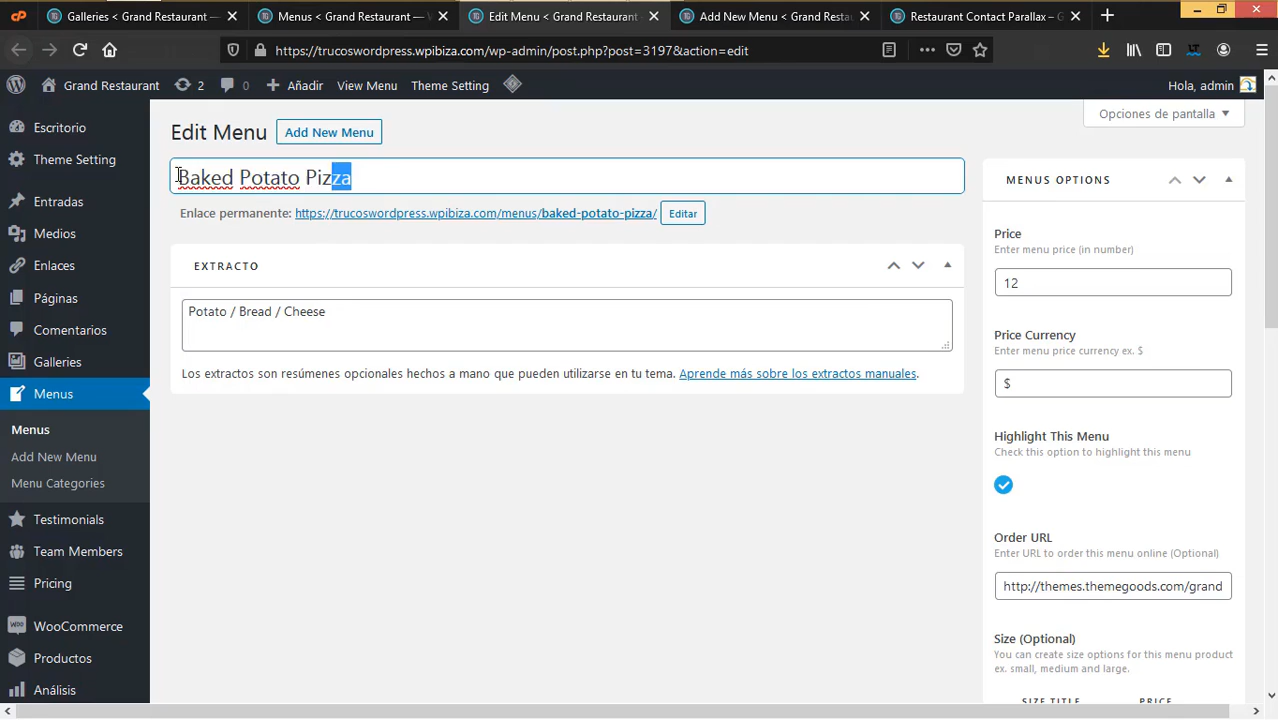 Galleries < Grand Restaurant —
Menus < Grand Restaurant — W
Edit Menu < Grand Restaurant
Add New Menu < Grand Resta
Restaurant Contact Parallax – G
https://trucoswordpress.wpibiza.com/wp-admin/post.php?post=3197&action=edit
Grand Restaurant 2 0 Añadir View Menu Theme Setting Hola, admin
Escritorio
Theme Setting
Entradas
Medios
Enlaces
Páginas
Comentarios
Galleries
Menus
Menus
Add New Menu
Menu Categories
Testimonials
Team Members
Pricing
WooCommerce
Productos
Análisis
Opciones de pantalla
Edit Menu Add New Menu
Baked Potato Pizza
Enlace permanente: https://trucoswordpress.wpibiza.com/menus/baked-potato-pizza/ Editar
EXTRACTO
Potato / Bread / Cheese
Los extractos son resúmenes opcionales hechos a mano que pueden utilizarse en tu tema. Aprende más sobre los extractos manuales.
MENUS OPTIONS
Price
Enter menu price (in number)
12
Price Currency
Enter menu price currency ex. $
$
Highlight This Menu
Check this option to highlight this menu
Order URL
Enter URL to order this menu online (Optional)
http://themes.themegoods.com/grand
Size (Optional)
You can create size options for this menu product
ex. small, medium and large.
SIZE TITLE PRICE